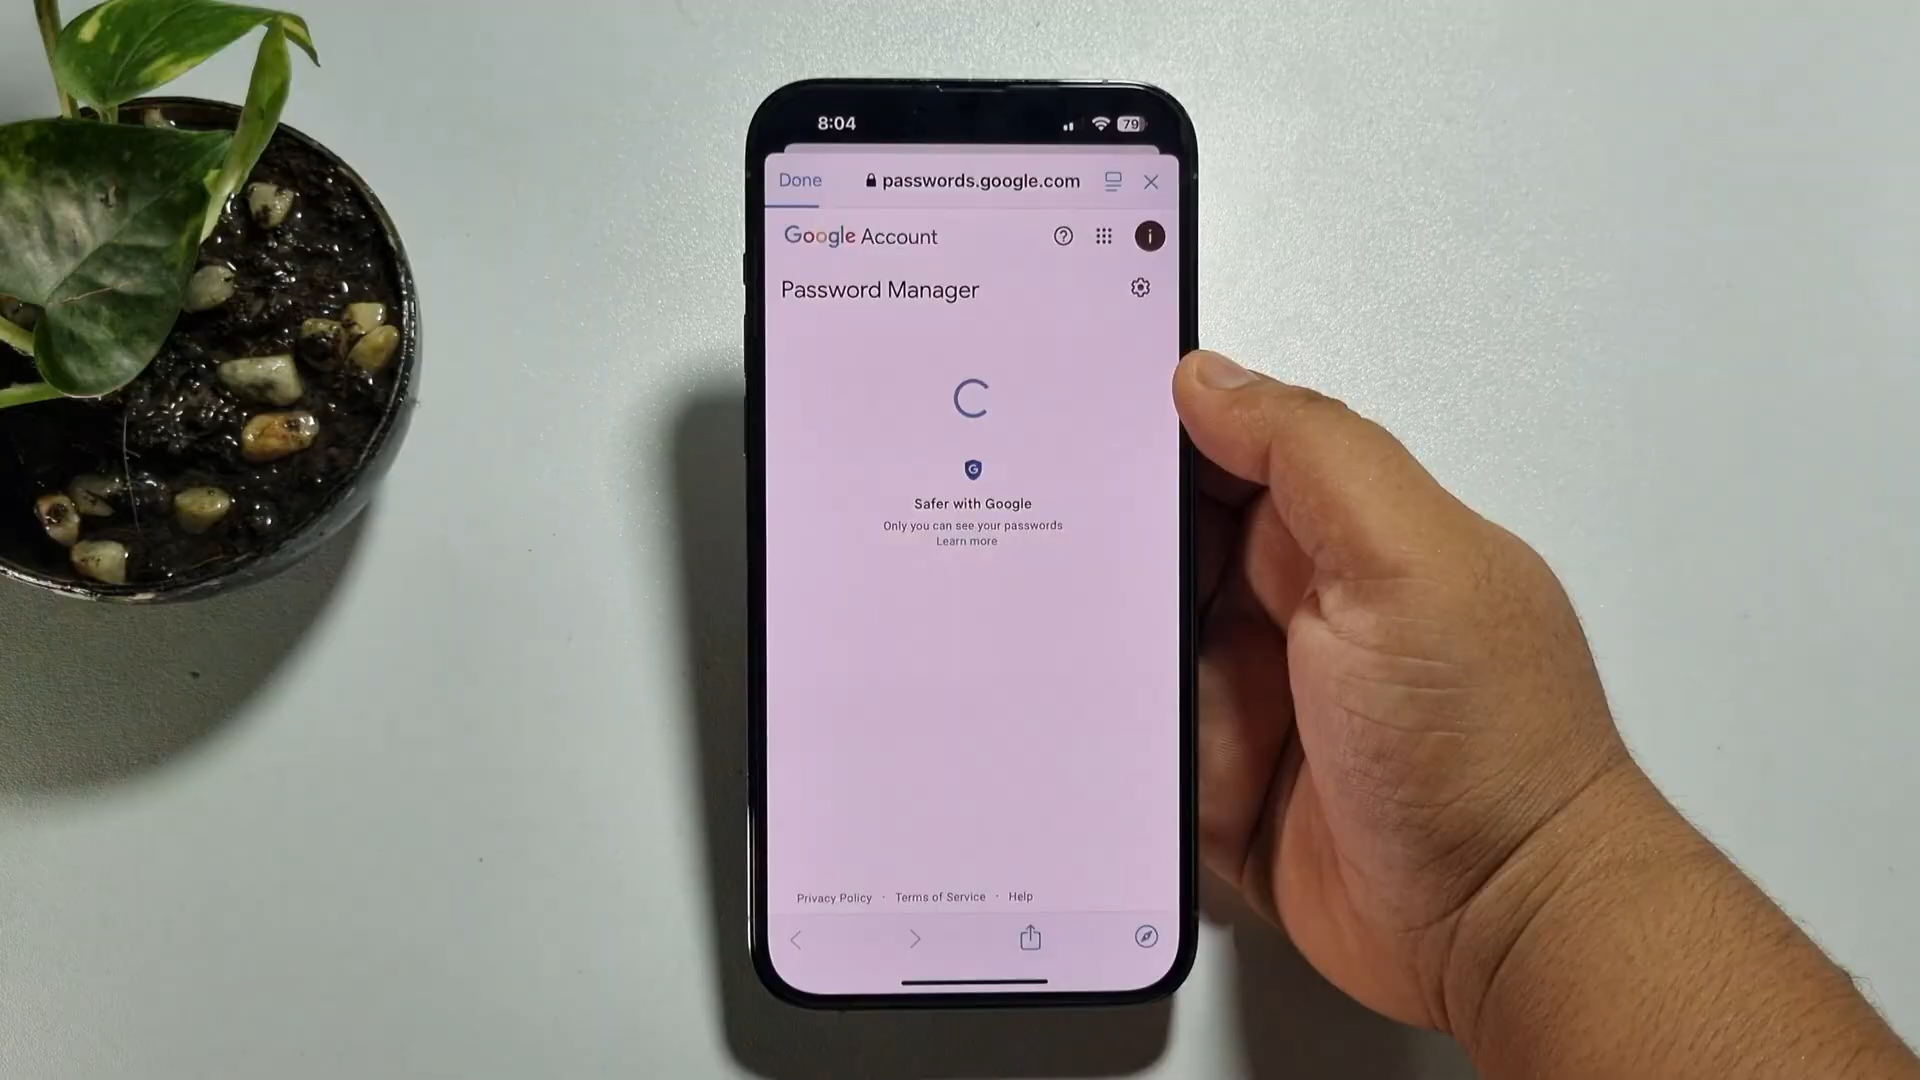 8:04
79
Done
passwords.google.com
Google Account
i
Password Manager
G
Safer with Google
Only you can see your passwords
Learn more
Privacy Policy · Terms of Service · Help